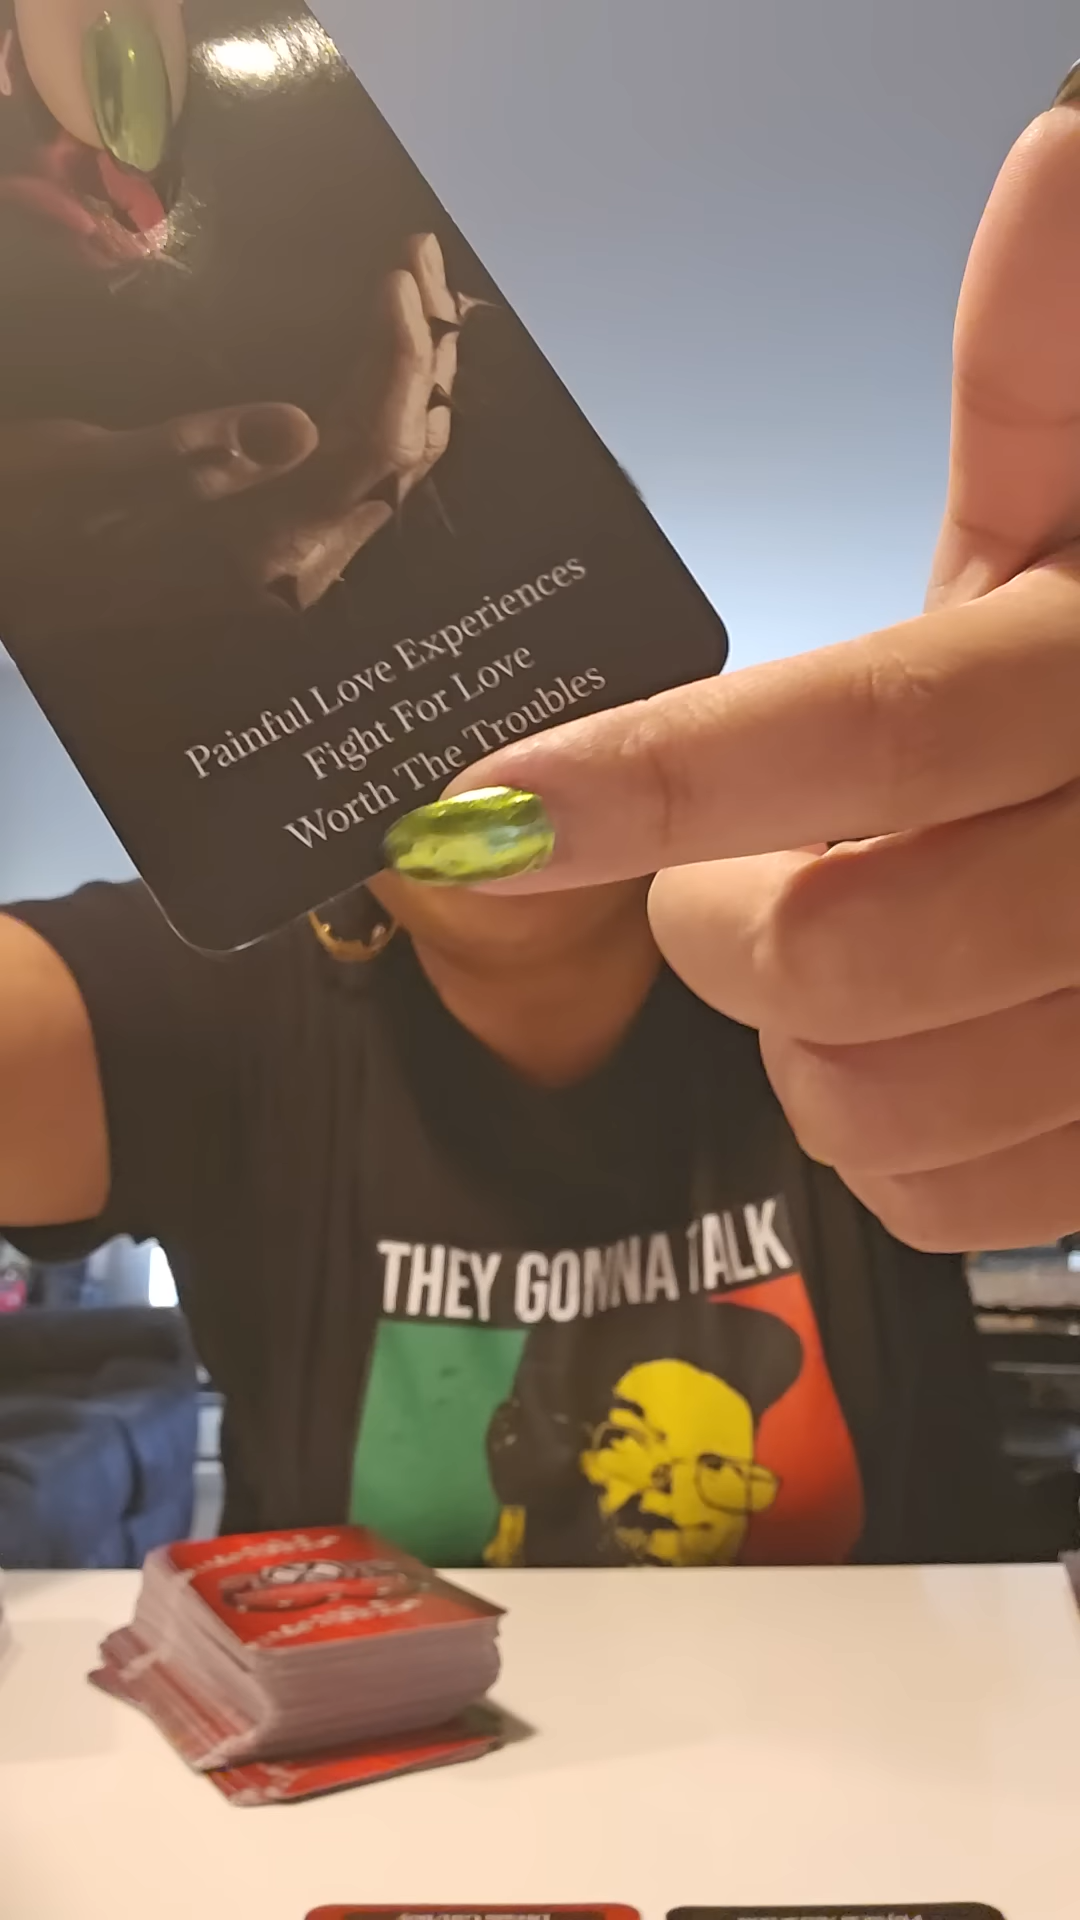 Painful Love Experiences
Fight For Love
Worth The Troubles
THEY GONNA TALK